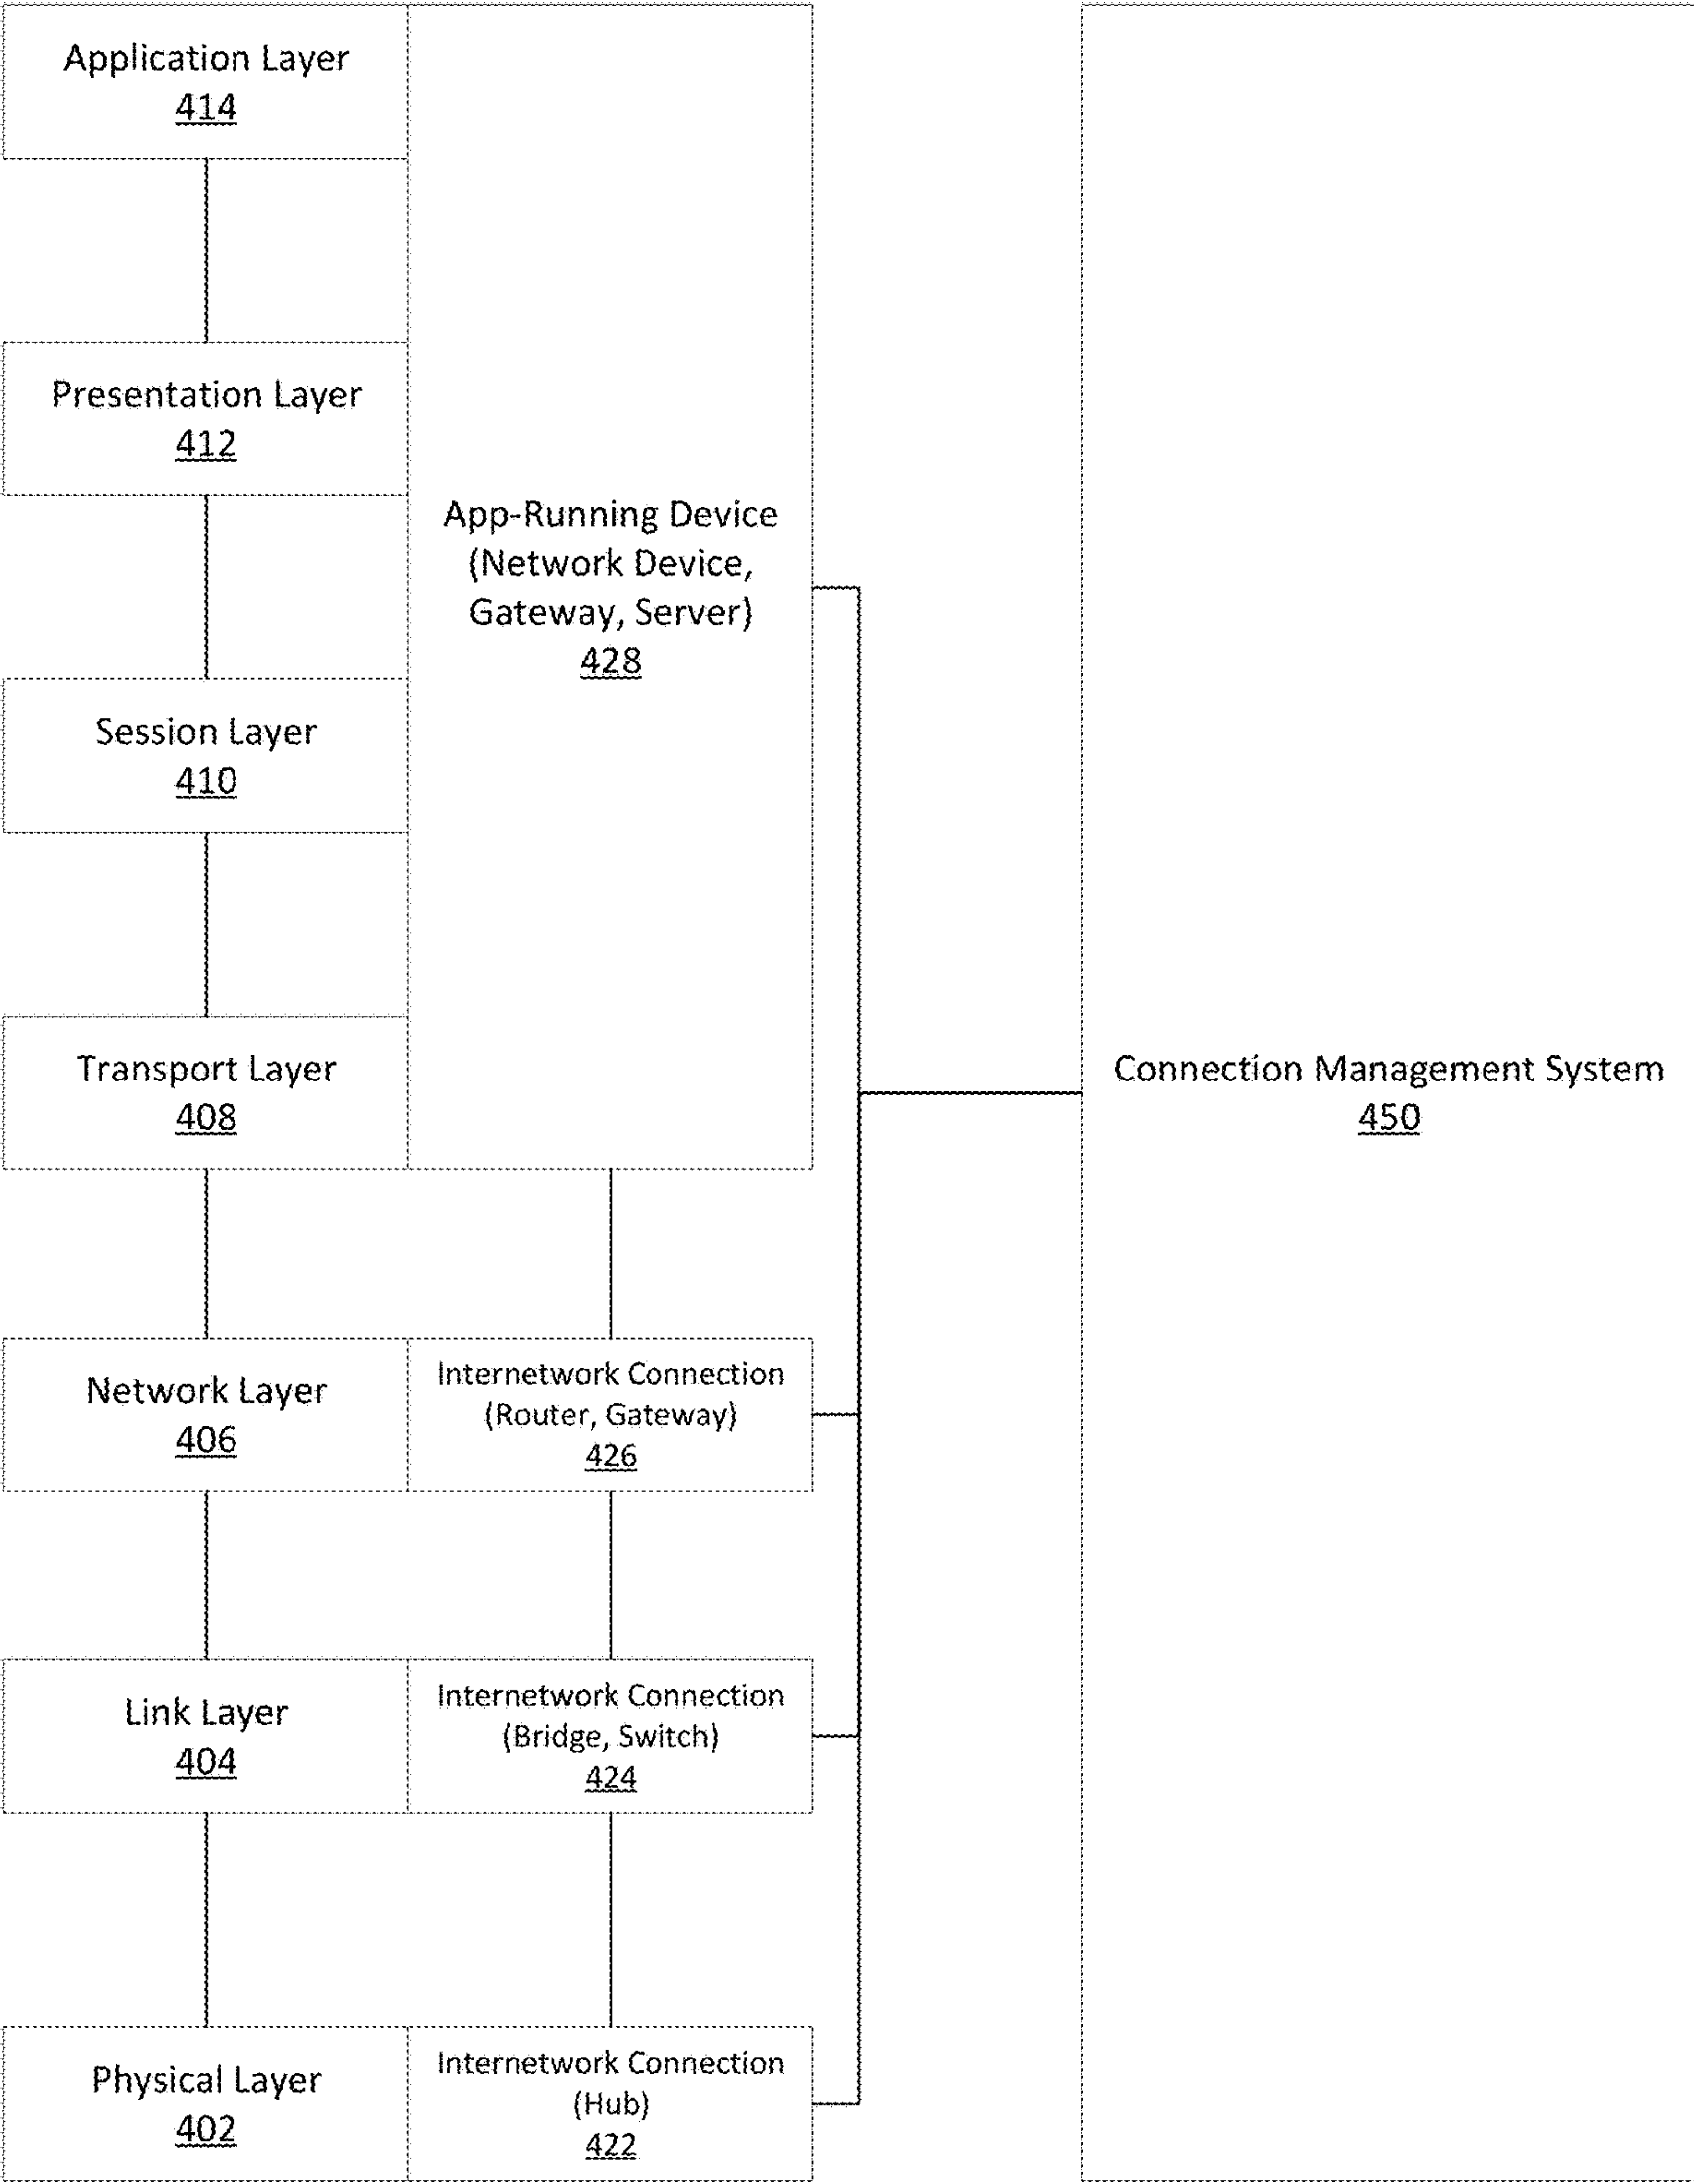 Application Layer
414
Presentation Layer
412
App-Running Device
(Network Device,
Gateway, Server)
428
Session Layer
410
Transport Layer
408
Connection Management System
450
Network Layer
406
Internetwork Connection
(Router, Gateway)
426
Link Layer
404
Internetwork Connection
(Bridge, Switch)
424
Physical Layer
402
Internetwork Connection
(Hub)
422